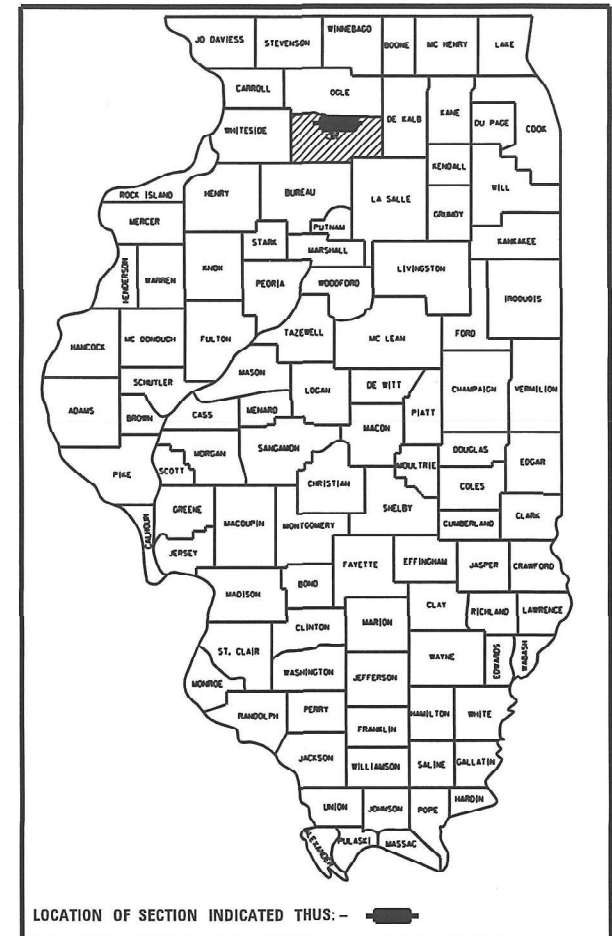 JO DAVIESS
STEVENSON
WINNEBAGO
BOONE
MC HENRY
LAKE
CARROLL
OGLE
DE KALB
KANE
DU PAGE
COOK
WHITESIDE
KENDALL
WILL
ROCK ISLAND
HENRY
BUREAU
LA SALLE
GRUNDY
MERCER
PUTNAM
KANKAKEE
STARK
MARSHALL
HENDERSON
WARREN
KNOX
PEORIA
WOODFORD
LIVINGSTON
IROQUOIS
HANCOCK
MC DONOUGH
FULTON
TAZEWELL
MC LEAN
FORD
MASON
SCHUYLER
LOGAN
DE WITT
CHAMPAIGN
VERMILION
ADAMS
BROWN
CASS
MENARD
MACON
PIATT
MORGAN
SANGAMON
DOUGLAS
EDGAR
PIKE
SCOTT
CHRISTIAN
MOULTRIE
COLES
GREENE
MACOUPIN
MONTGOMERY
SHELBY
CUMBERLAND
CLARK
CALHOUN
JERSEY
FAYETTE
EFFINGHAM
JASPER
CRAWFORD
MADISON
BOND
CLAY
RICHLAND
LAWRENCE
CLINTON
MARION
ST. CLAIR
WAYNE
EDWARDS
WABASH
WASHINGTON
JEFFERSON
MONROE
RANDOLPH
PERRY
HAMILTON
WHITE
FRANKLIN
JACKSON
WILLIAMSON
SALINE
GALLATIN
UNION
JOHNSON
POPE
HARDIN
ALEXANDER
PULASKI
MASSAC
LOCATION OF SECTION INDICATED THUS: -